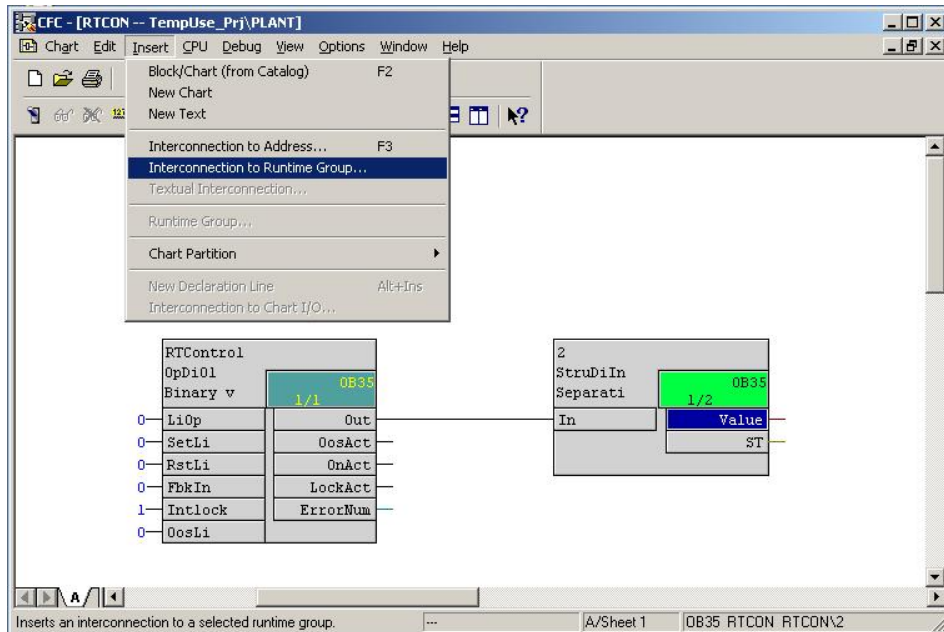 CFC - [RTCON -- TempUse_Prj\PLANT]
Chart Edit Insert CPU Debug View Options Window Help
Block/Chart (from Catalog) F2
New Chart
New Text
Interconnection to Address... F3
Interconnection to Runtime Group...
Textual Interconnection...
Runtime Group...
Chart Partition
New Declaration Line Alt+Ins
Interconnection to Chart I/O...
RTControl
OpDi01
Binary v
OB35
1/1
0 LiOp Out
0 SetLi OosAct
0 RstLi OnAct
0 FbkIn LockAct
1 Intlock ErrorNum
0 OosLi
2
StruDiIn
Separati
OB35
1/2
In Value
ST
A
Inserts an interconnection to a selected runtime group. --- A/Sheet 1 OB35 RTCON RTCON\2